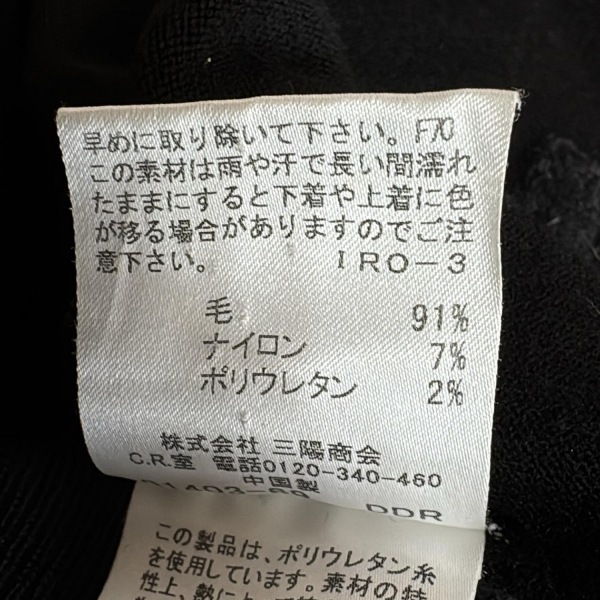 早めに取り除いて下さい。F70
この素材は雨や汗で長い間濡れ
たままにすると下着や上着に色
が移る場合がありますのでご注
意下さい。 IRO-3
毛 91%
ナイロン 7%
ポリウレタン 2%
株式会社 三陽商会
C.R.室 電話0120-340-460
中国製
DDR
この製品は、ポリウレタン糸
を使用しています。素材の特
性上、熱に